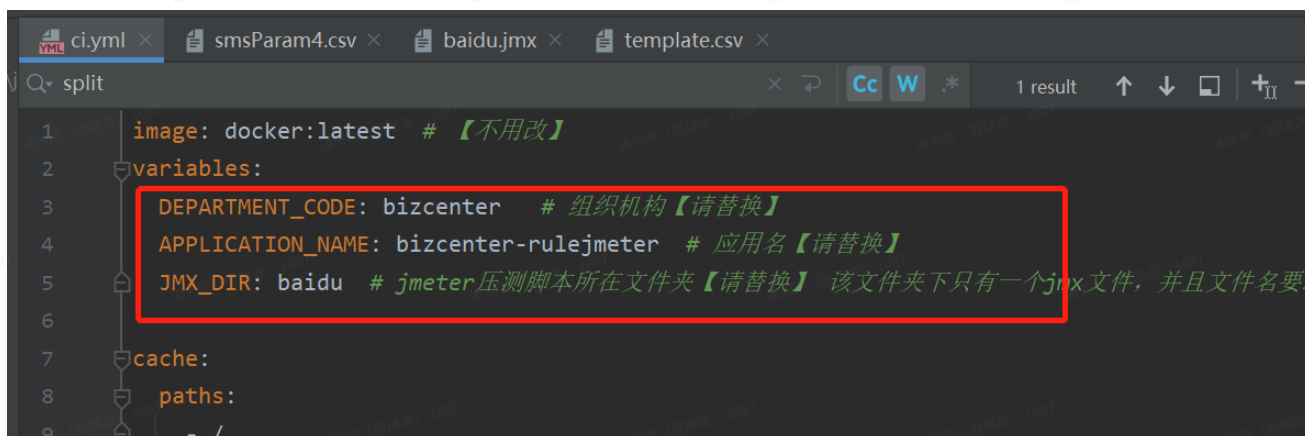 ci.yml smsParam4.csv baidu.jmx template.csv
split Cc W .* 1 result
1 image: docker:latest # 【不用改】
2 variables:
3 DEPARTMENT_CODE: bizcenter # 组织机构【请替换】
4 APPLICATION_NAME: bizcenter-rulejmeter # 应用名【请替换】
5 JMX_DIR: baidu # jmeter压测脚本所在文件夹【请替换】 该文件夹下只有一个jmx文件，并且文件名要
6
7 cache:
8 paths:
9 - /